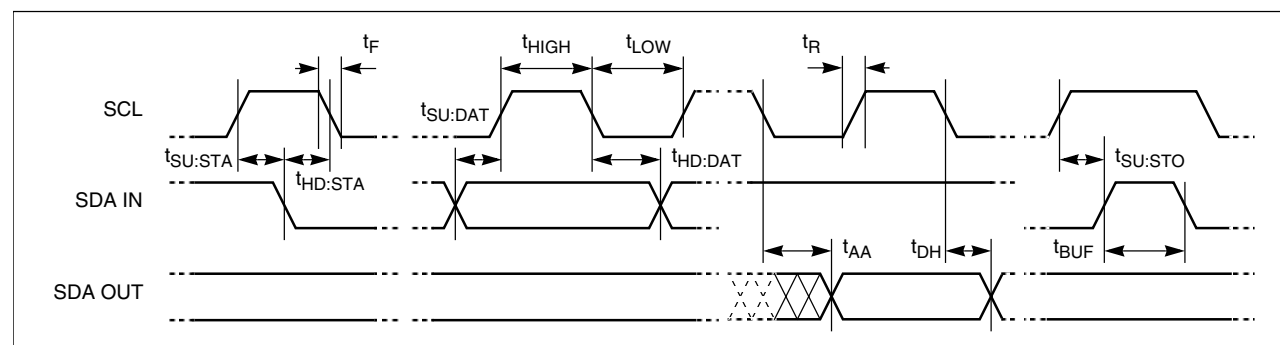 tF
tHIGH
tLOW
tR
SCL
tSU:DAT
tSU:STA
tHD:STA
tHD:DAT
tSU:STO
SDA IN
tAA
tDH
tBUF
SDA OUT